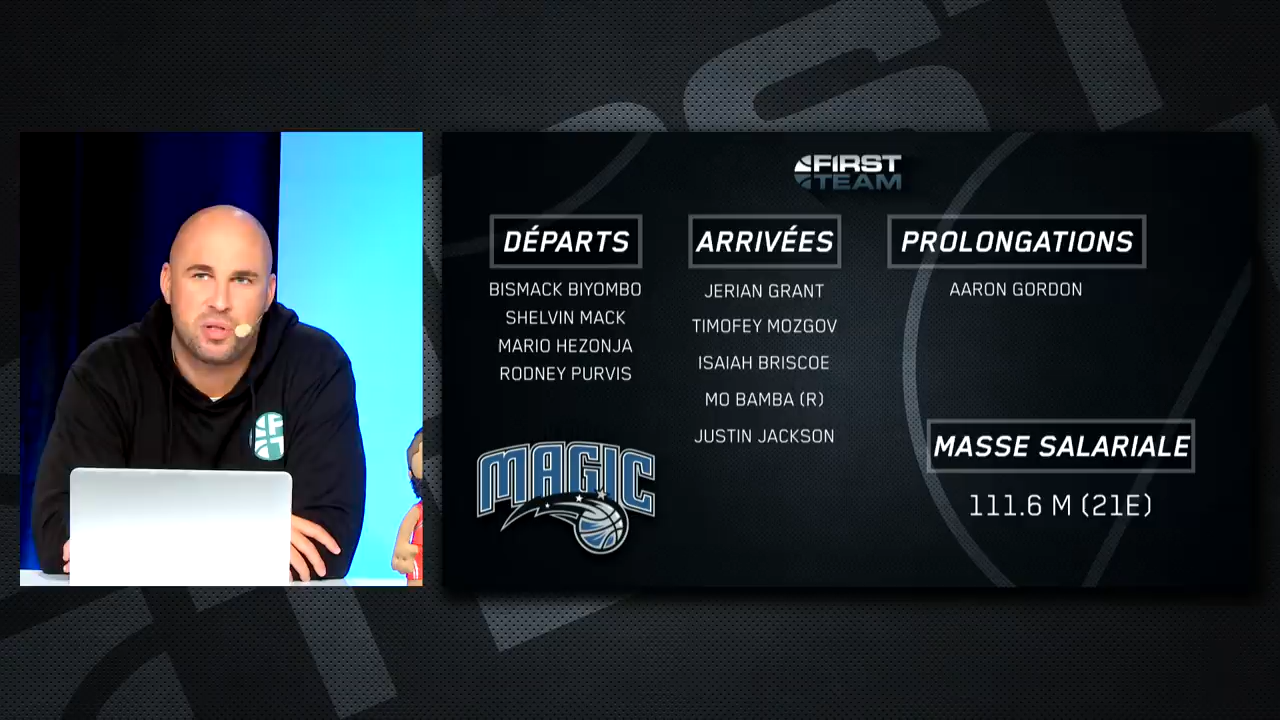 FIRST
TEAM
DÉPARTS
BISMACK BIYOMBO
SHELVIN MACK
MARIO HEZONJA
RODNEY PURVIS
ARRIVÉES
JERIAN GRANT
TIMOFEY MOZGOV
ISAIAH BRISCOE
MO BAMBA (R)
JUSTIN JACKSON
PROLONGATIONS
AARON GORDON
MASSE SALARIALE
111.6 M (21E)
MAGIC
FT